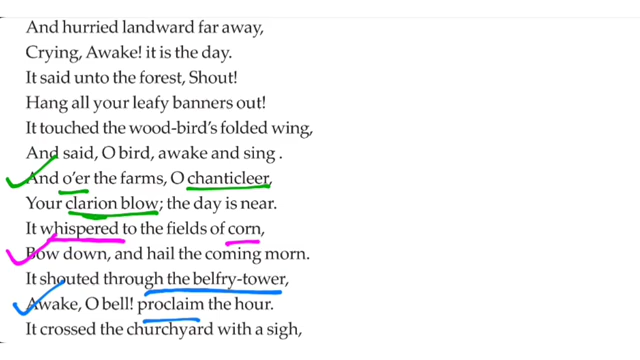 And hurried landward far away,
Crying, Awake! it is the day.
It said unto the forest, Shout!
Hang all your leafy banners out!
It touched the wood-bird's folded wing,
And said, O bird, awake and sing .
And o'er the farms, O chanticleer,
Your clarion blow; the day is near.
It whispered to the fields of corn,
Bow down, and hail the coming morn.
It shouted through the belfry-tower,
Awake, O bell! proclaim the hour.
It crossed the churchyard with a sigh,